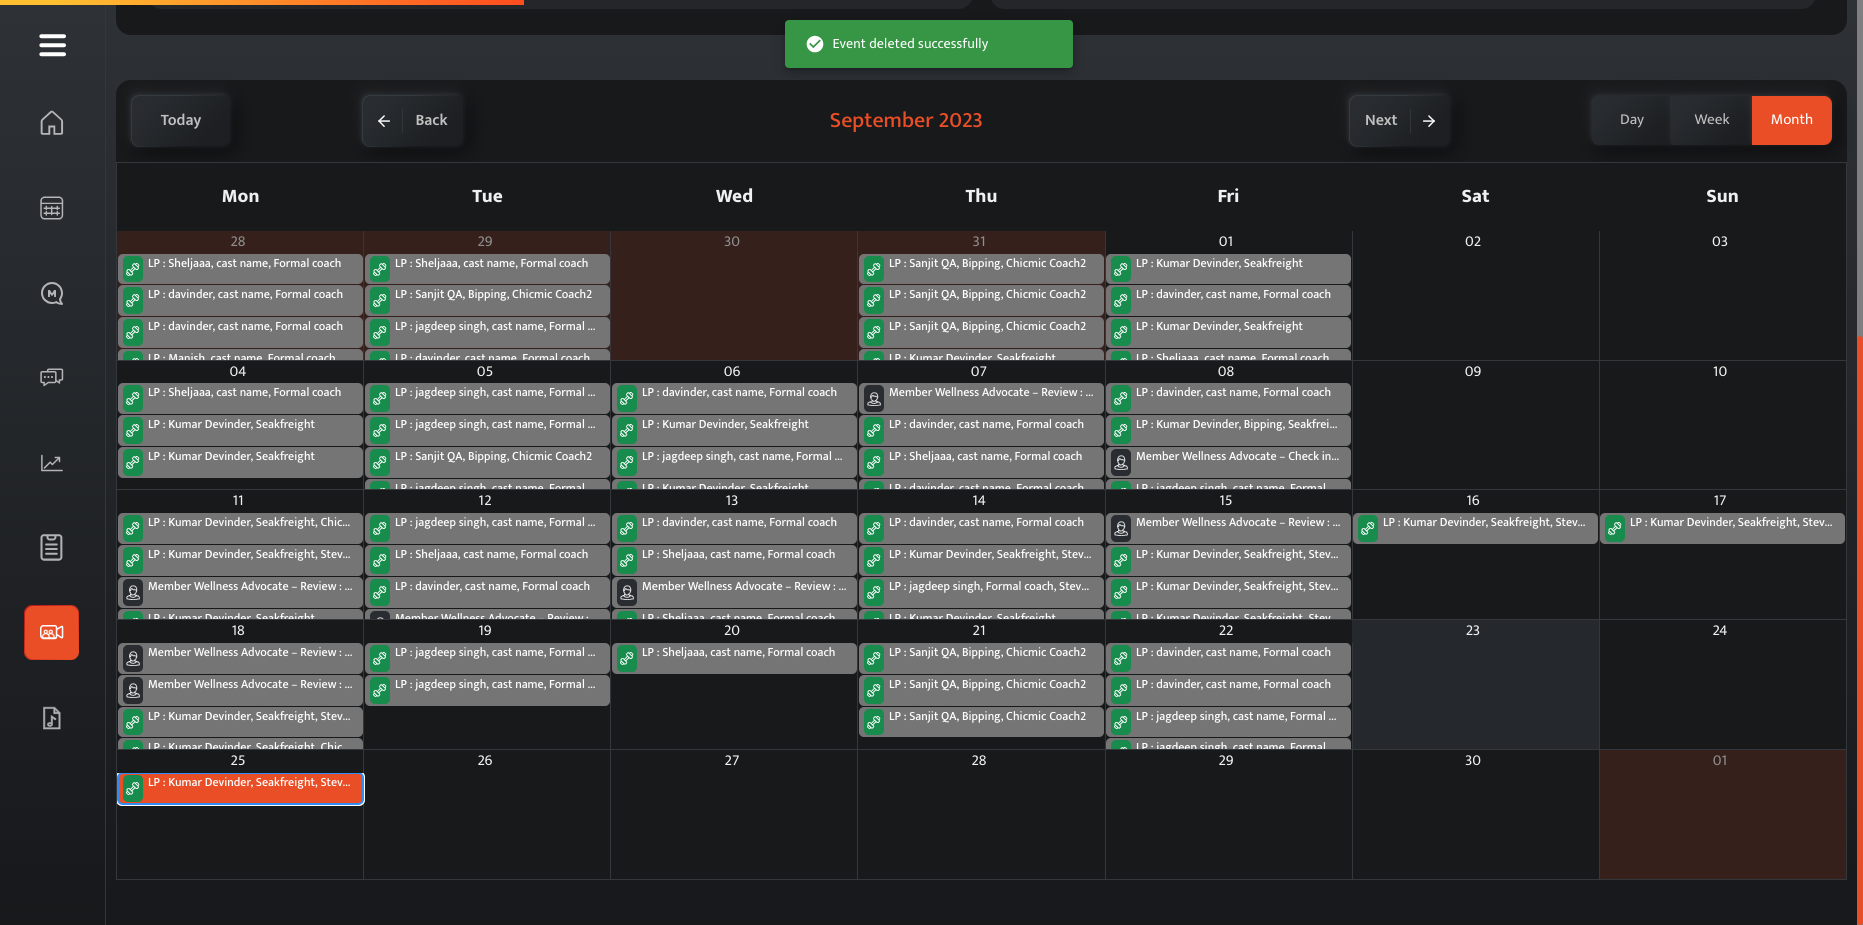 Event deleted successfully
Today
Back
September 2023
Next
Day
Week
Month
Mon
Tue
Wed
Thu
Fri
Sat
Sun
28
LP : Sheljaaa, cast name, Formal coach
LP : davinder, cast name, Formal coach
LP : davinder, cast name, Formal coach
LP : Manish, cast name, Formal coach
29
LP : Sheljaaa, cast name, Formal coach
LP : Sanjit QA, Bipping, Chicmic Coach2
LP : jagdeep singh, cast name, Formal ...
LP : davinder, cast name, Formal coach
30
31
LP : Sanjit QA, Bipping, Chicmic Coach2
LP : Sanjit QA, Bipping, Chicmic Coach2
LP : Sanjit QA, Bipping, Chicmic Coach2
LP : Kumar Devinder, Seakfreight
01
LP : Kumar Devinder, Seakfreight
LP : davinder, cast name, Formal coach
LP : Kumar Devinder, Seakfreight
LP : Sheljaaa, cast name, Formal coach
02
03
04
LP : Sheljaaa, cast name, Formal coach
LP : Kumar Devinder, Seakfreight
LP : Kumar Devinder, Seakfreight
05
LP : jagdeep singh, cast name, Formal ...
LP : jagdeep singh, cast name, Formal ...
LP : Sanjit QA, Bipping, Chicmic Coach2
LP : jagdeep singh, cast name, Formal
06
LP : davinder, cast name, Formal coach
LP : Kumar Devinder, Seakfreight
LP : jagdeep singh, cast name, Formal ...
LP : Kumar Devinder, Seakfreight
07
Member Wellness Advocate – Review : ...
LP : davinder, cast name, Formal coach
LP : Sheljaaa, cast name, Formal coach
LP : davinder, cast name, Formal coach
08
LP : davinder, cast name, Formal coach
LP : Kumar Devinder, Bipping, Seakfrei...
Member Wellness Advocate – Check in...
LP : jagdeep singh, cast name, Formal
09
10
11
LP : Kumar Devinder, Seakfreight, Chic...
LP : Kumar Devinder, Seakfreight, Stev...
Member Wellness Advocate – Review : ...
LP : Kumar Devinder, Seakfreight
12
LP : jagdeep singh, cast name, Formal ...
LP : Sheljaaa, cast name, Formal coach
LP : davinder, cast name, Formal coach
Member Wellness Advocate – Review :
13
LP : davinder, cast name, Formal coach
LP : Sheljaaa, cast name, Formal coach
Member Wellness Advocate – Review : ...
LP : Sheljaaa, cast name, Formal coach
14
LP : davinder, cast name, Formal coach
LP : Kumar Devinder, Seakfreight, Stev...
LP : jagdeep singh, Formal coach, Stev...
LP : Kumar Devinder, Seakfreight
15
Member Wellness Advocate – Review : ...
LP : Kumar Devinder, Seakfreight, Stev...
LP : Kumar Devinder, Seakfreight, Stev...
LP : Kumar Devinder, Seakfreight, Stev
16
LP : Kumar Devinder, Seakfreight, Stev...
17
LP : Kumar Devinder, Seakfreight, Stev...
18
Member Wellness Advocate – Review : ...
Member Wellness Advocate – Review : ...
LP : Kumar Devinder, Seakfreight, Stev...
LP : Kumar Devinder, Seakfreight, Chic
19
LP : jagdeep singh, cast name, Formal ...
LP : jagdeep singh, cast name, Formal ...
20
LP : Sheljaaa, cast name, Formal coach
21
LP : Sanjit QA, Bipping, Chicmic Coach2
LP : Sanjit QA, Bipping, Chicmic Coach2
LP : Sanjit QA, Bipping, Chicmic Coach2
22
LP : davinder, cast name, Formal coach
LP : davinder, cast name, Formal coach
LP : jagdeep singh, cast name, Formal ...
LP : jagdeep singh, cast name, Formal
23
24
25
LP : Kumar Devinder, Seakfreight, Stev...
26
27
28
29
30
01